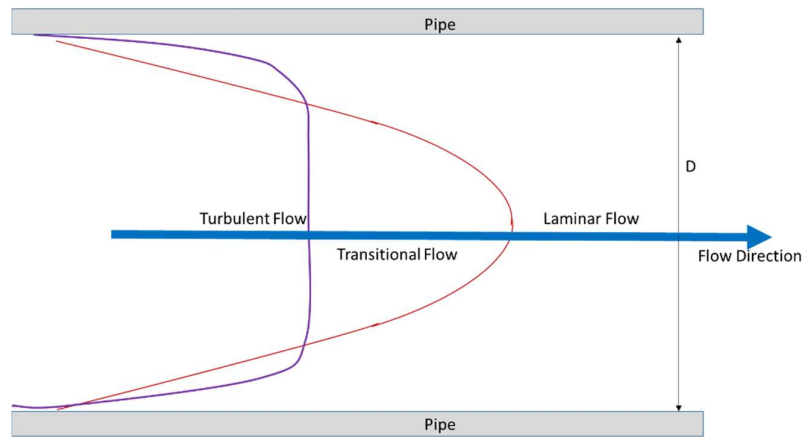 Pipe
D
Turbulent Flow
Laminar Flow
Transitional Flow
Flow Direction
Pipe